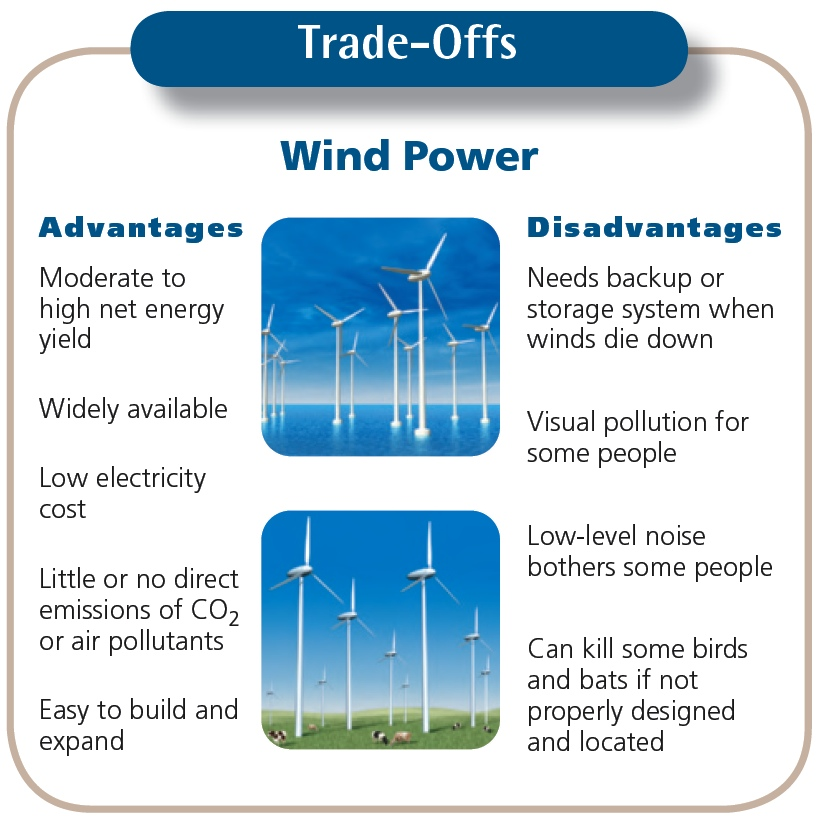 Trade-Offs
Wind Power
Advantages
Moderate to
high net energy
yield
Widely available
Low electricity
cost
Little or no direct
emissions of CO₂
or air pollutants
Easy to build and
expand
Disadvantages
Needs backup or
storage system when
winds die down
Visual pollution for
some people
Low-level noise
bothers some people
Can kill some birds
and bats if not
properly designed
and located